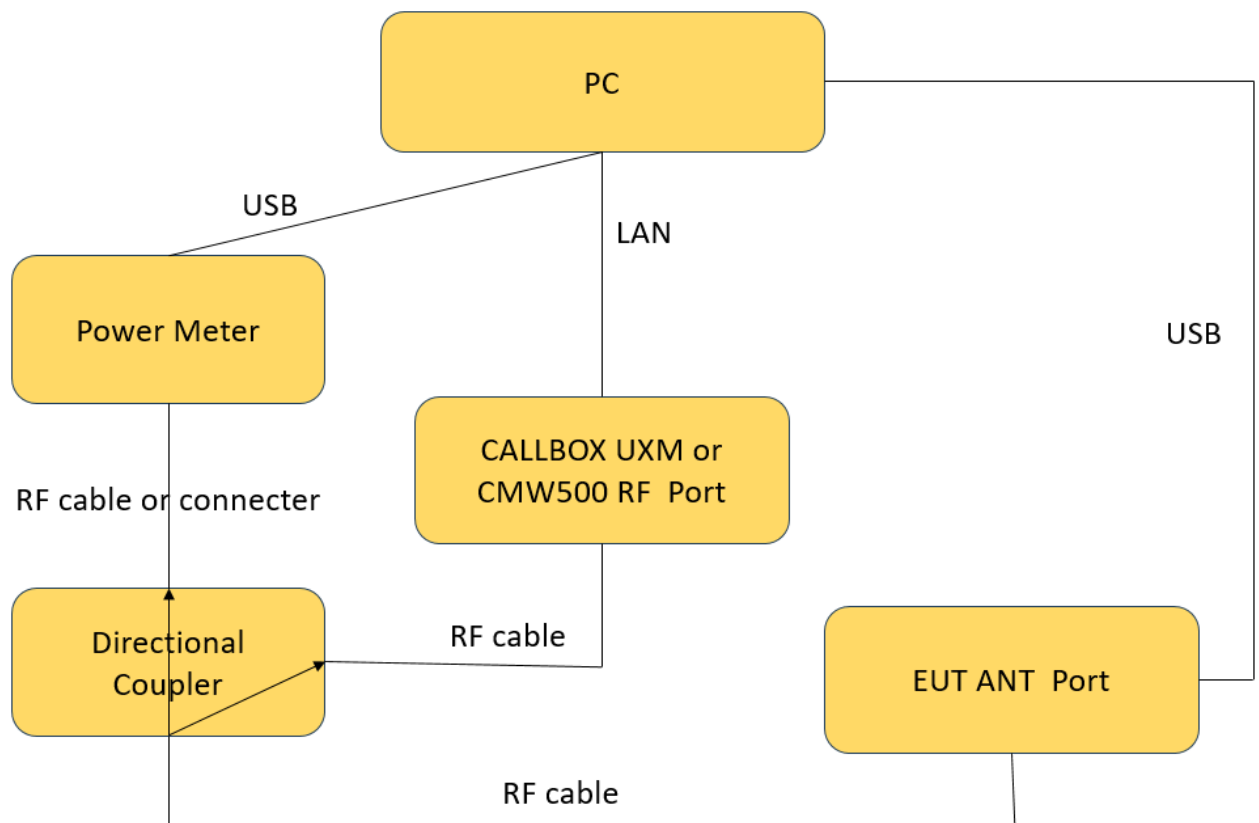 PC
USB
LAN
Power Meter
USB
CALLBOX UXM or
CMW500 RF  Port
RF cable or connecter
Directional
Coupler
RF cable
EUT ANT  Port
RF cable